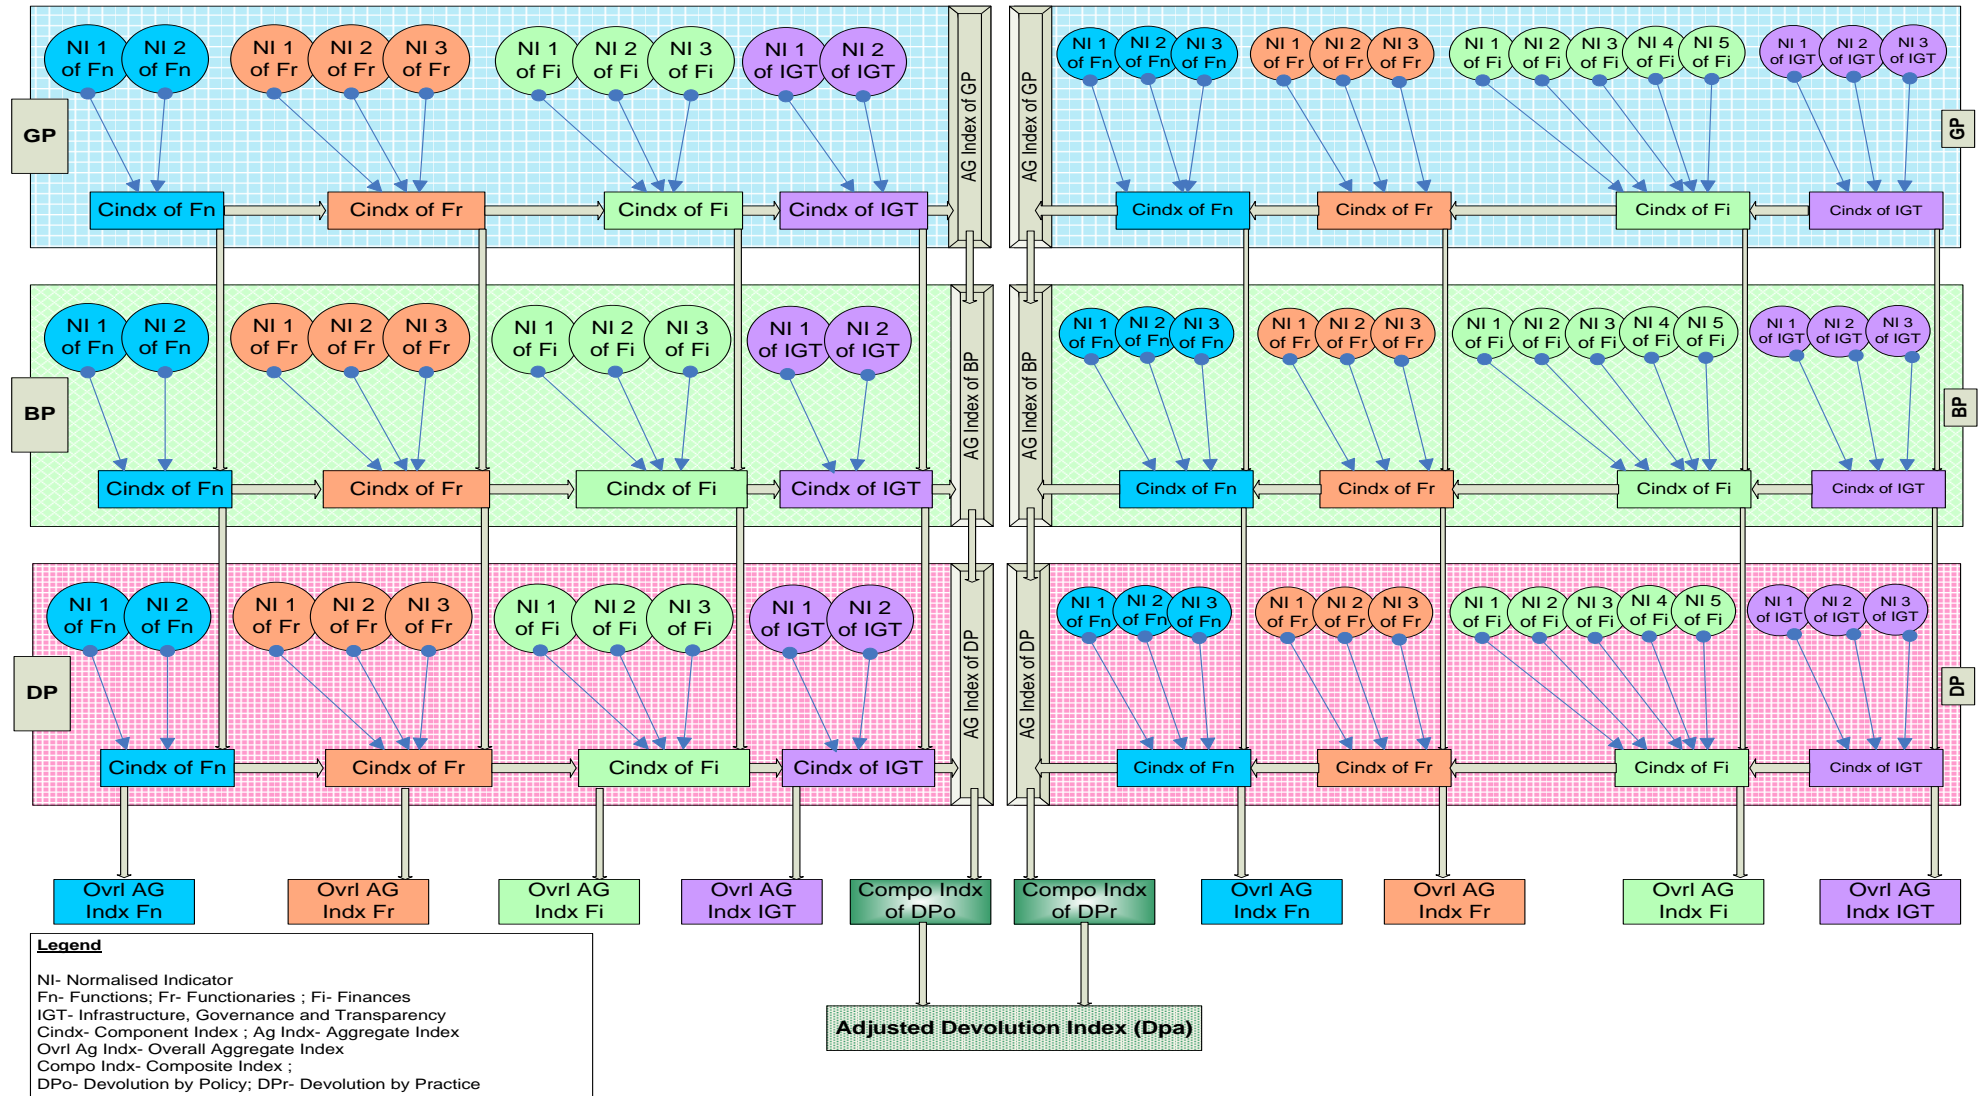 NI 1
of Fn
NI 2
of Fn
NI 1
of Fr
NI 2
of Fr
NI 3
of Fr
NI 1
of Fi
NI 2
of Fi
NI 3
of Fi
NI 1
of IGT
NI 2
of IGT
GP
Cindx of Fn
Cindx of Fr
Cindx of Fi
Cindx of IGT
AG Index of GP
AG Index of GP
NI 1
of Fn
NI 2
of Fn
NI 3
of Fn
NI 1
of Fr
NI 2
of Fr
NI 3
of Fr
NI 1
of Fi
NI 2
of Fi
NI 3
of Fi
NI 4
of Fi
NI 5
of Fi
NI 1
of IGT
NI 2
of IGT
NI 3
of IGT
GP
Cindx of Fn
Cindx of Fr
Cindx of Fi
Cindx of IGT
NI 1
of Fn
NI 2
of Fn
NI 1
of Fr
NI 2
of Fr
NI 3
of Fr
NI 1
of Fi
NI 2
of Fi
NI 3
of Fi
NI 1
of IGT
NI 2
of IGT
BP
Cindx of Fn
Cindx of Fr
Cindx of Fi
Cindx of IGT
AG Index of BP
AG Index of BP
NI 1
of Fn
NI 2
of Fn
NI 3
of Fn
NI 1
of Fr
NI 2
of Fr
NI 3
of Fr
NI 1
of Fi
NI 2
of Fi
NI 3
of Fi
NI 4
of Fi
NI 5
of Fi
NI 1
of IGT
NI 2
of IGT
NI 3
of IGT
BP
Cindx of Fn
Cindx of Fr
Cindx of Fi
Cindx of IGT
NI 1
of Fn
NI 2
of Fn
NI 1
of Fr
NI 2
of Fr
NI 3
of Fr
NI 1
of Fi
NI 2
of Fi
NI 3
of Fi
NI 1
of IGT
NI 2
of IGT
DP
Cindx of Fn
Cindx of Fr
Cindx of Fi
Cindx of IGT
AG Index of DP
AG Index of DP
NI 1
of Fn
NI 2
of Fn
NI 3
of Fn
NI 1
of Fr
NI 2
of Fr
NI 3
of Fr
NI 1
of Fi
NI 2
of Fi
NI 3
of Fi
NI 4
of Fi
NI 5
of Fi
NI 1
of IGT
NI 2
of IGT
NI 3
of IGT
DP
Cindx of Fn
Cindx of Fr
Cindx of Fi
Cindx of IGT
Ovrl AG
Indx Fn
Ovrl AG
Indx Fr
Ovrl AG
Indx Fi
Ovrl AG
Indx IGT
Compo Indx
of DPo
Compo Indx
of DPr
Ovrl AG
Indx Fn
Ovrl AG
Indx Fr
Ovrl AG
Indx Fi
Ovrl AG
Indx IGT
Adjusted Devolution Index (Dpa)
Legend
NI- Normalised Indicator
Fn- Functions; Fr- Functionaries ; Fi- Finances
IGT- Infrastructure, Governance and Transparency
Cindx- Component Index ; Ag Indx- Aggregate Index
Ovrl Ag Indx- Overall Aggregate Index
Compo Indx- Composite Index ;
DPo- Devolution by Policy; DPr- Devolution by Practice